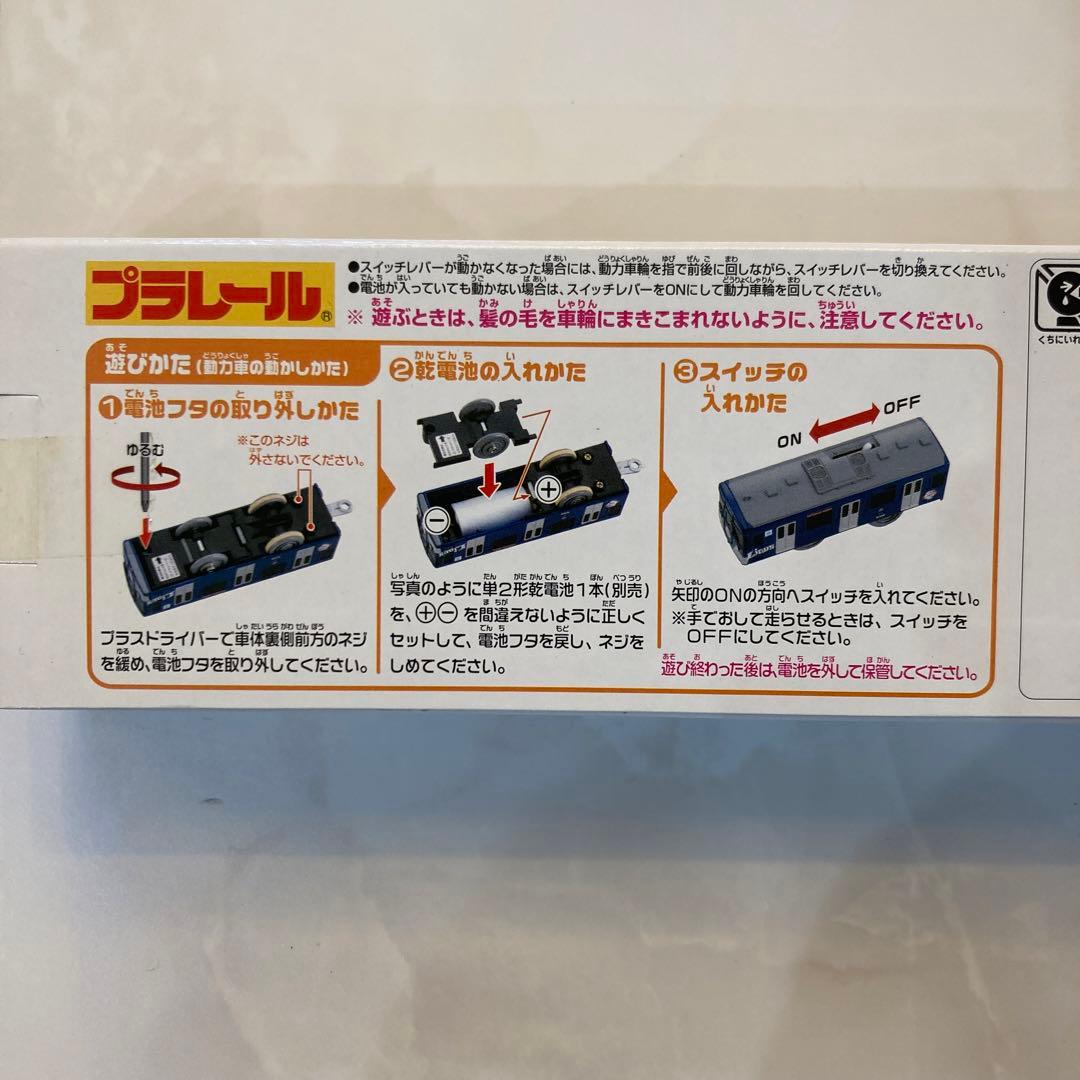 プラレール®
●スイッチレバーが動かなくなった場合には、動力車輪を指で前後に回しながら、スイッチレバーを切り換えてください。
●電池が入っていても動かない場合は、スイッチレバーをONにして動力車輪を回してください。
※ 遊ぶときは、髪の毛を車輪にまきこまれないように、注意してください。
遊びかた(動力車の動かしかた)
①電池フタの取り外しかた
ゆるむ
※このネジは
外さないでください。
プラスドライバーで車体裏側前方のネジ
を緩め、電池フタを取り外してください。
②乾電池の入れかた
⊕
⊖
写真のように単2形乾電池1本(別売)
を、⊕⊖を間違えないように正しく
セットして、電池フタを戻し、ネジを
しめてください。
③スイッチの
入れかた
ON
OFF
Lions
矢印のONの方向へスイッチを入れてください。
※手でおして走らせるときは、スイッチを
OFFにしてください。
遊び終わった後は、電池を外して保管してください。
くちにいれ